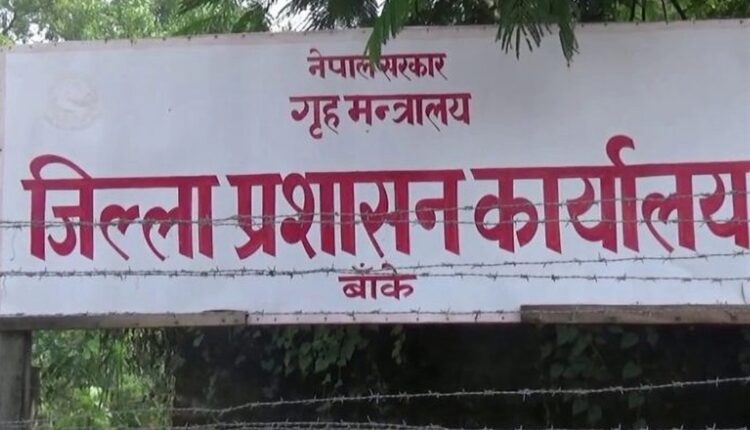 नेपाल सरकार
गृह मन्त्रालय
जिल्ला प्रशासन कार्यालय
बाँके